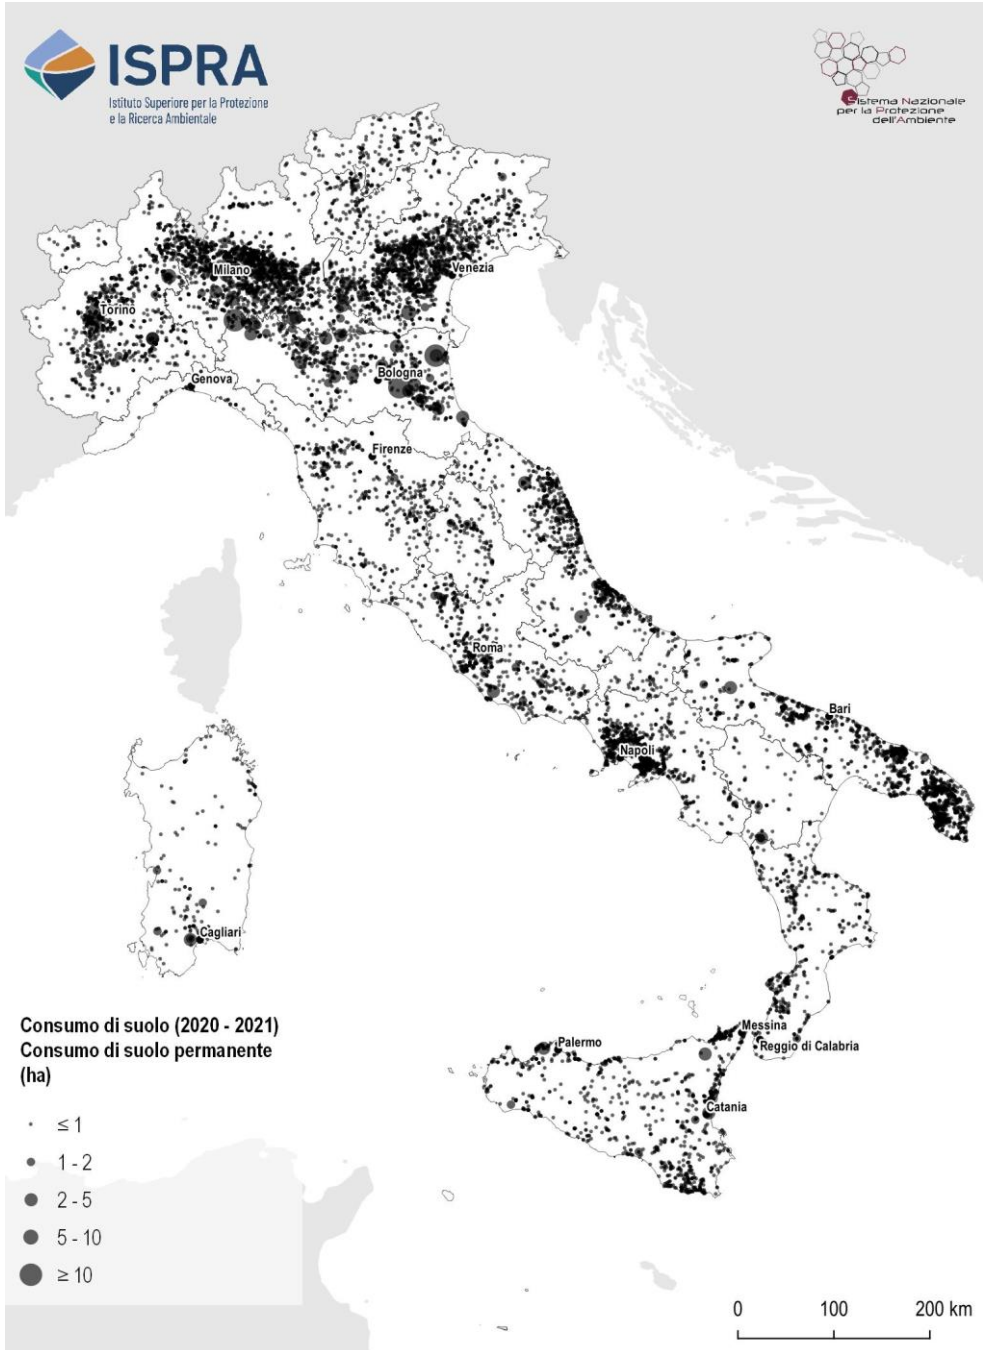 ISPRA
Istituto Superiore per la Protezione
e la Ricerca Ambientale
Sistema Nazionale
per la Protezione
dell'Ambiente
Milano
Venezia
Torino
Bologna
Genova
Firenze
Roma
Bari
Napoli
Cagliari
Messina
Palermo
Reggio di Calabria
Catania
Consumo di suolo (2020 - 2021)
Consumo di suolo permanente
(ha)
≤ 1
1 - 2
2 - 5
5 - 10
≥ 10
0 100 200 km